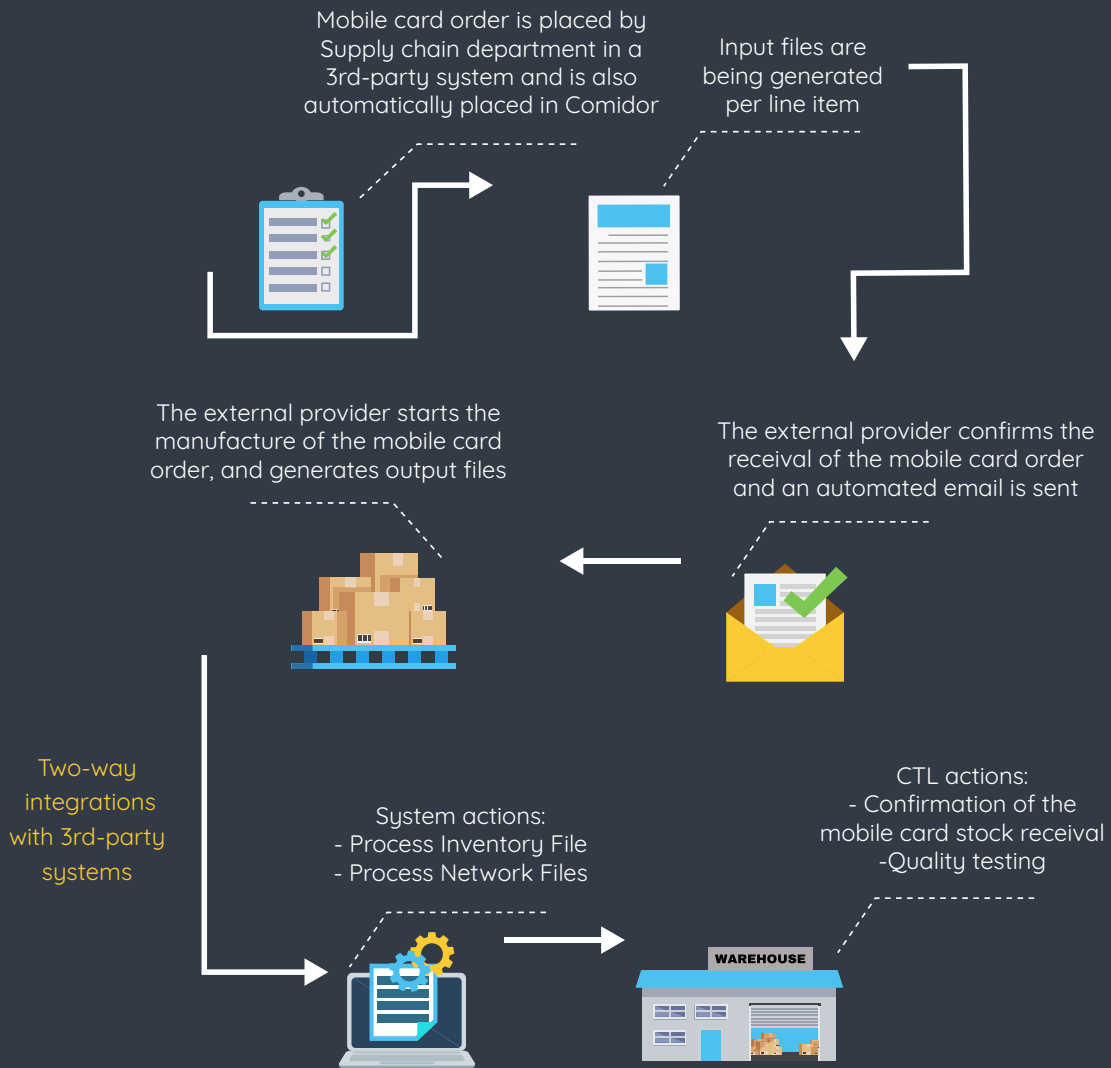 Mobile card order is placed by
Supply chain department in a
3rd-party system and is also
automatically placed in Comidor
Input files are
being generated
per line item
The external provider confirms the
receival of the mobile card order
and an automated email is sent
The external provider starts the
manufacture of the mobile card
order, and generates output files
Two-way
integrations
with 3rd-party
systems
System actions:
- Process Inventory File
- Process Network Files
CTL actions:
- Confirmation of the
mobile card stock receival
-Quality testing
WAREHOUSE